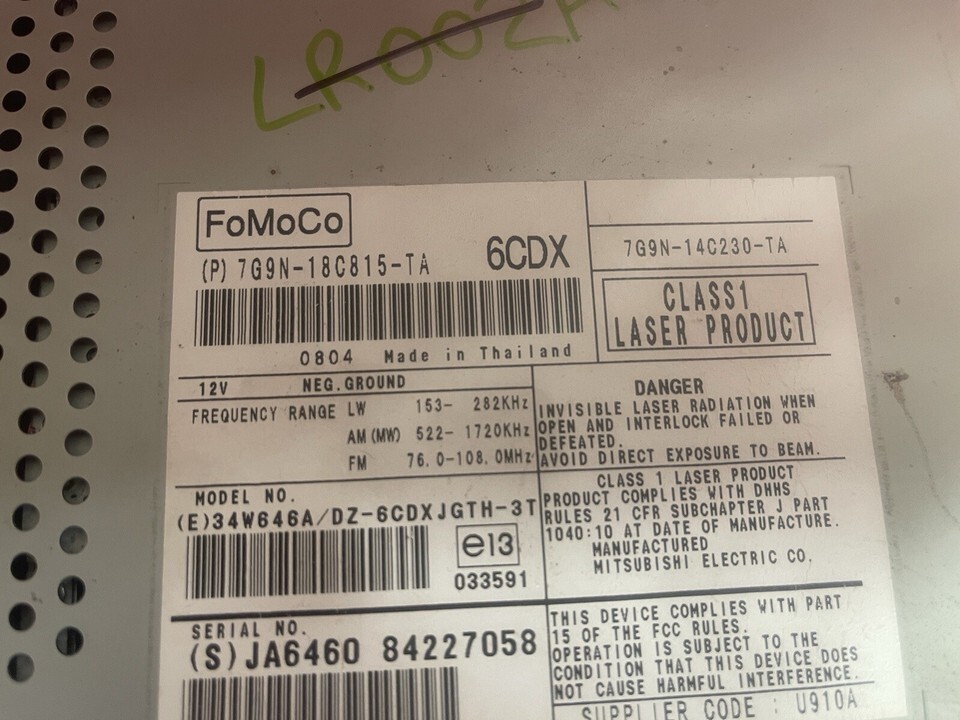 LR002
FoMoCo
(P) 7G9N-18C815-TA
6CDX
7G9N-14C230-TA
CLASS1
LASER PRODUCT
0804 Made in Thailand
12V NEG.GROUND
FREQUENCY RANGE LW 153- 282KHz
AM(MW) 522- 1720KHz
FM 76.0-108.0MHz
DANGER
INVISIBLE LASER RADIATION WHEN
OPEN AND INTERLOCK FAILED OR
DEFEATED.
AVOID DIRECT EXPOSURE TO BEAM.
MODEL NO.
(E)34W646A/DZ-6CDXJGTH-3T
e13
033591
CLASS 1 LASER PRODUCT
PRODUCT COMPLIES WITH DHHS
RULES 21 CFR SUBCHAPTER J PART
1040:10 AT DATE OF MANUFACTURE.
MANUFACTURED
MITSUBISHI ELECTRIC CO.
SERIAL NO.
(S)JA6460 84227058
THIS DEVICE COMPLIES WITH PART
15 OF THE FCC RULES.
OPERATION IS SUBJECT TO THE
CONDITION THAT THIS DEVICE DOES
NOT CAUSE HARMFUL INTERFERENCE.
SUPPLIER CODE : U910A